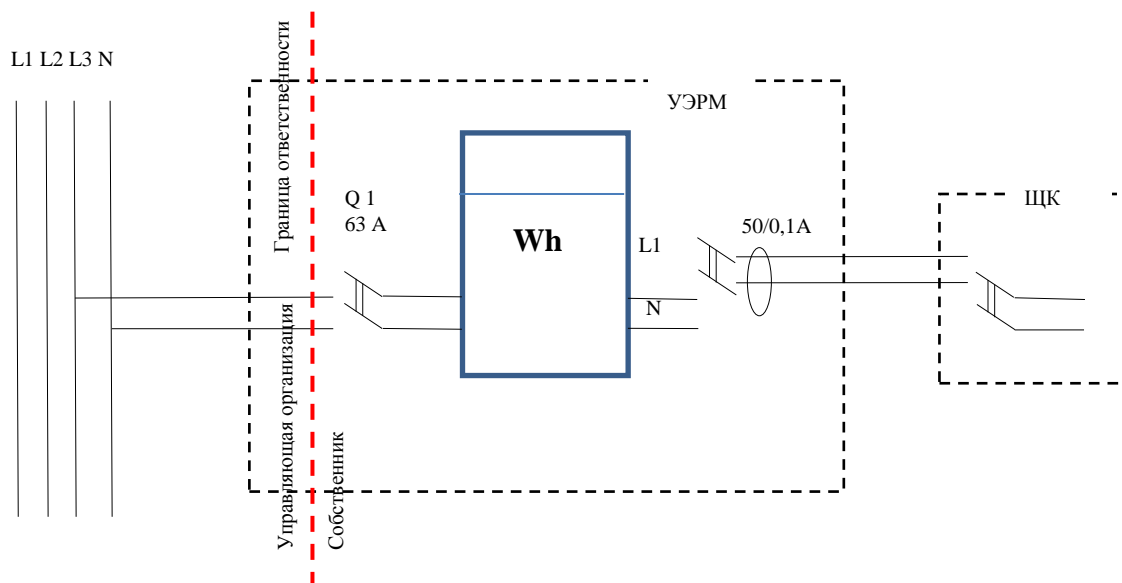 L1 L2 L3 N
Граница ответственности
УЭРМ
Q 1
63 А
Wh
L1
N
50/0,1А
ЩК
Управляющая организация
Собственник